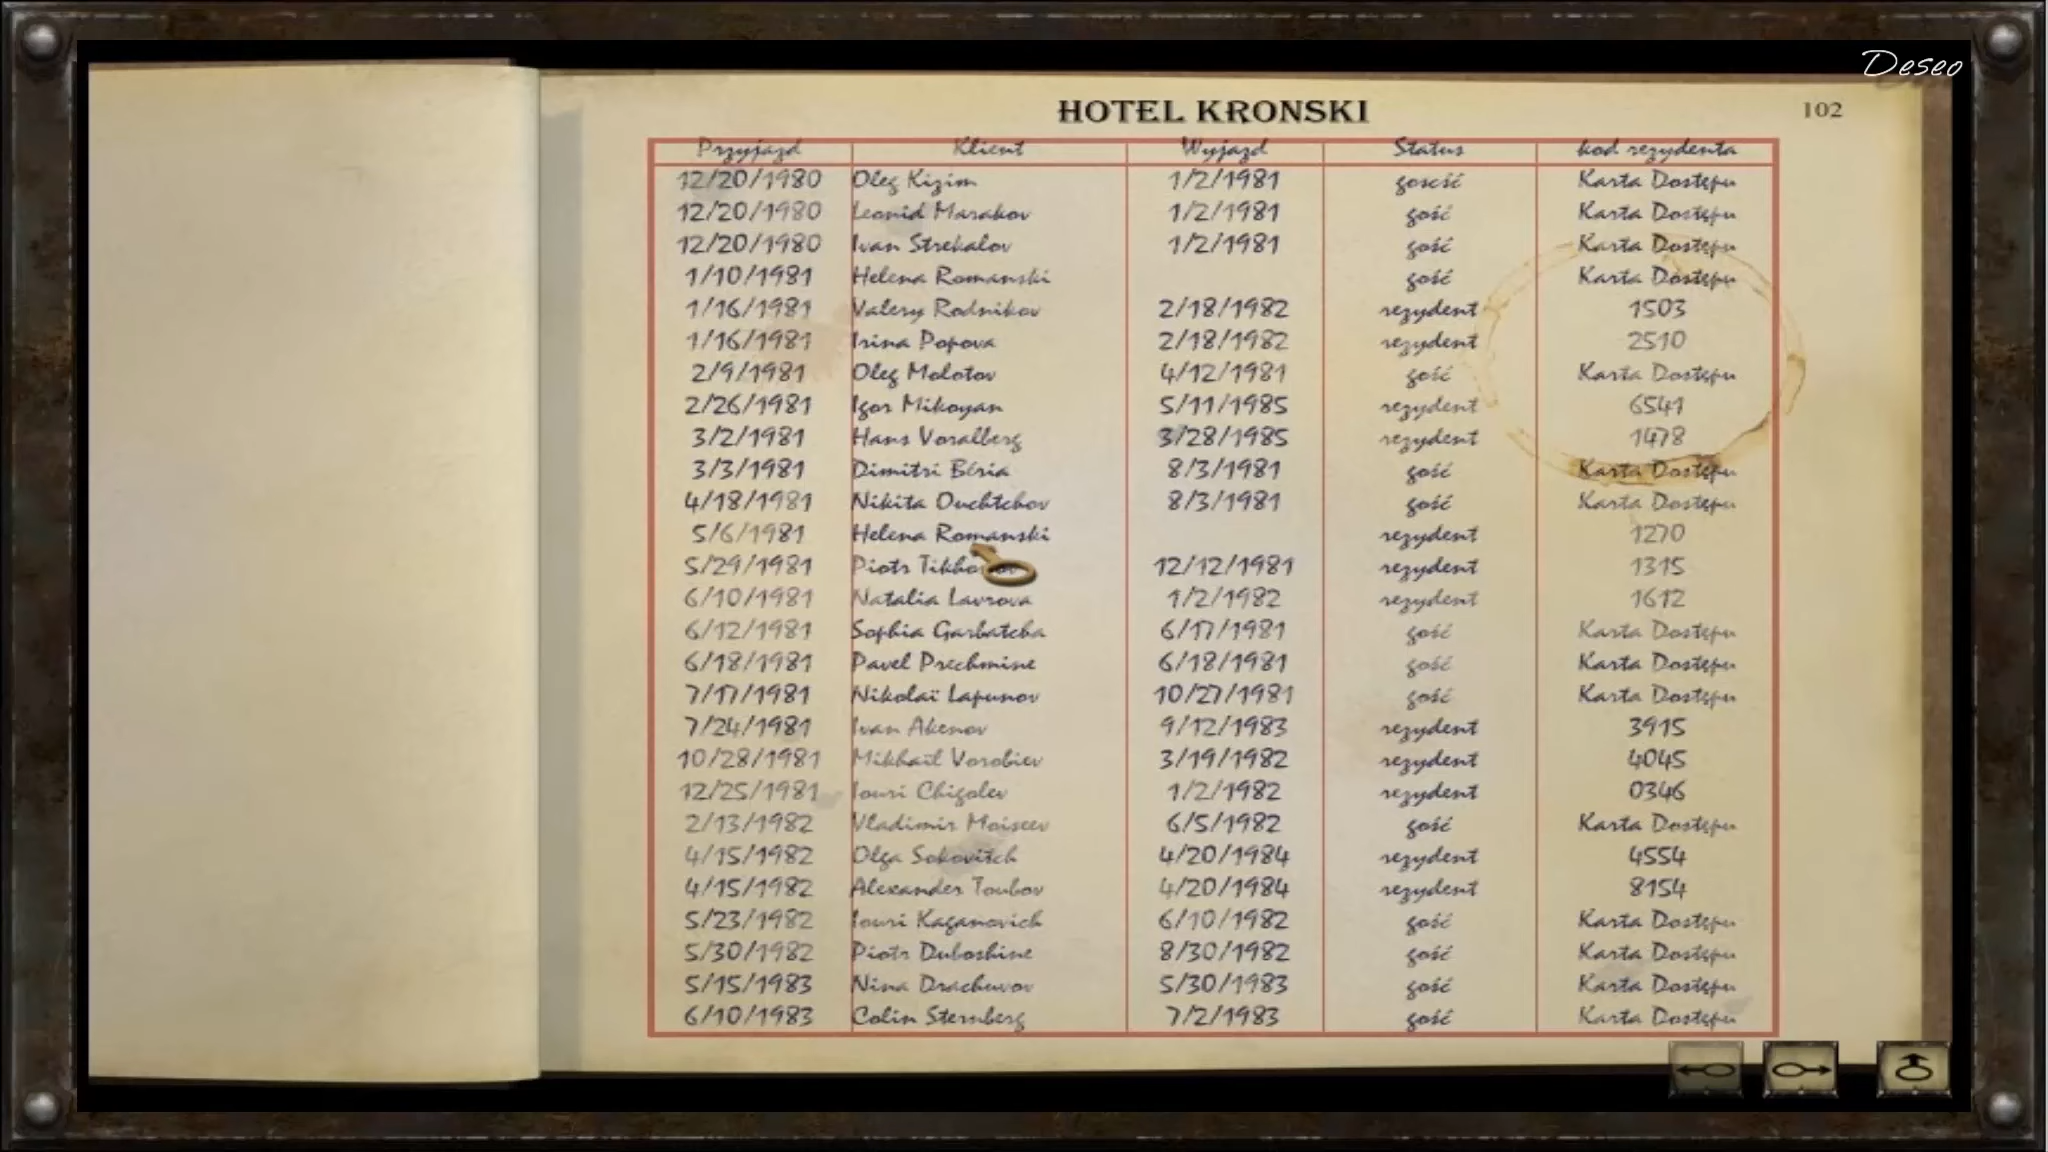 Deseo
HOTEL KRONSKI 102
Przyjazd Klient Wyjazd Status kod rezydenta
12/20/1980 Oleg Kizim 1/2/1981 goscść Karta Dostępu
12/20/1980 Leonid Marakov 1/2/1981 gość Karta Dostępu
12/20/1980 Ivan Strekalov 1/2/1981 gość Karta Dostępu
1/10/1981 Helena Romanski gość Karta Dostępu
1/16/1981 Valery Rodnikov 2/18/1982 rezydent 1503
1/16/1981 Irina Popova 2/18/1982 rezydent 2510
2/9/1981 Oleg Molotov 4/12/1981 gość Karta Dostępu
2/26/1981 Igor Mikoyan 5/11/1985 rezydent 6541
3/2/1981 Hans Voralberg 3/28/1985 rezydent 1478
3/3/1981 Dimitri Béria 8/3/1981 gość Karta Dostępu
4/18/1981 Nikita Ouchtchov 8/3/1981 gość Karta Dostępu
5/6/1981 Helena Romanski rezydent 1270
5/29/1981 Piotr 12/12/1981 rezydent 1315
6/10/1981 Natalia Lavrova 1/2/1982 rezydent 1612
6/12/1981 Sophia Garbatcha 6/17/1981 gość Karta Dostępu
6/18/1981 Pavel Prechmine 6/18/1981 gość Karta Dostępu
7/17/1981 Nikolaï Lapunov 10/27/1981 gość Karta Dostępu
7/24/1981 Ivan Akenov 9/12/1983 rezydent 3915
10/28/1981 Mikhaïl Vorobiev 3/19/1982 rezydent 4045
12/25/1981 Iouri Chigolev 1/2/1982 rezydent 0346
2/13/1982 Vladimir Moiseev 6/5/1982 gość Karta Dostępu
4/15/1982 Olga Sokovitch 4/20/1984 rezydent 4554
4/15/1982 Alexander Toubov 4/20/1984 rezydent 8154
5/23/1982 Iouri Kaganovich 6/10/1982 gość Karta Dostępu
5/30/1982 Piotr Duboshine 8/30/1982 gość Karta Dostępu
5/15/1983 Nina Drachuvov 5/30/1983 gość Karta Dostępu
6/10/1983 Colin Sternberg 7/2/1983 gość Karta Dostępu